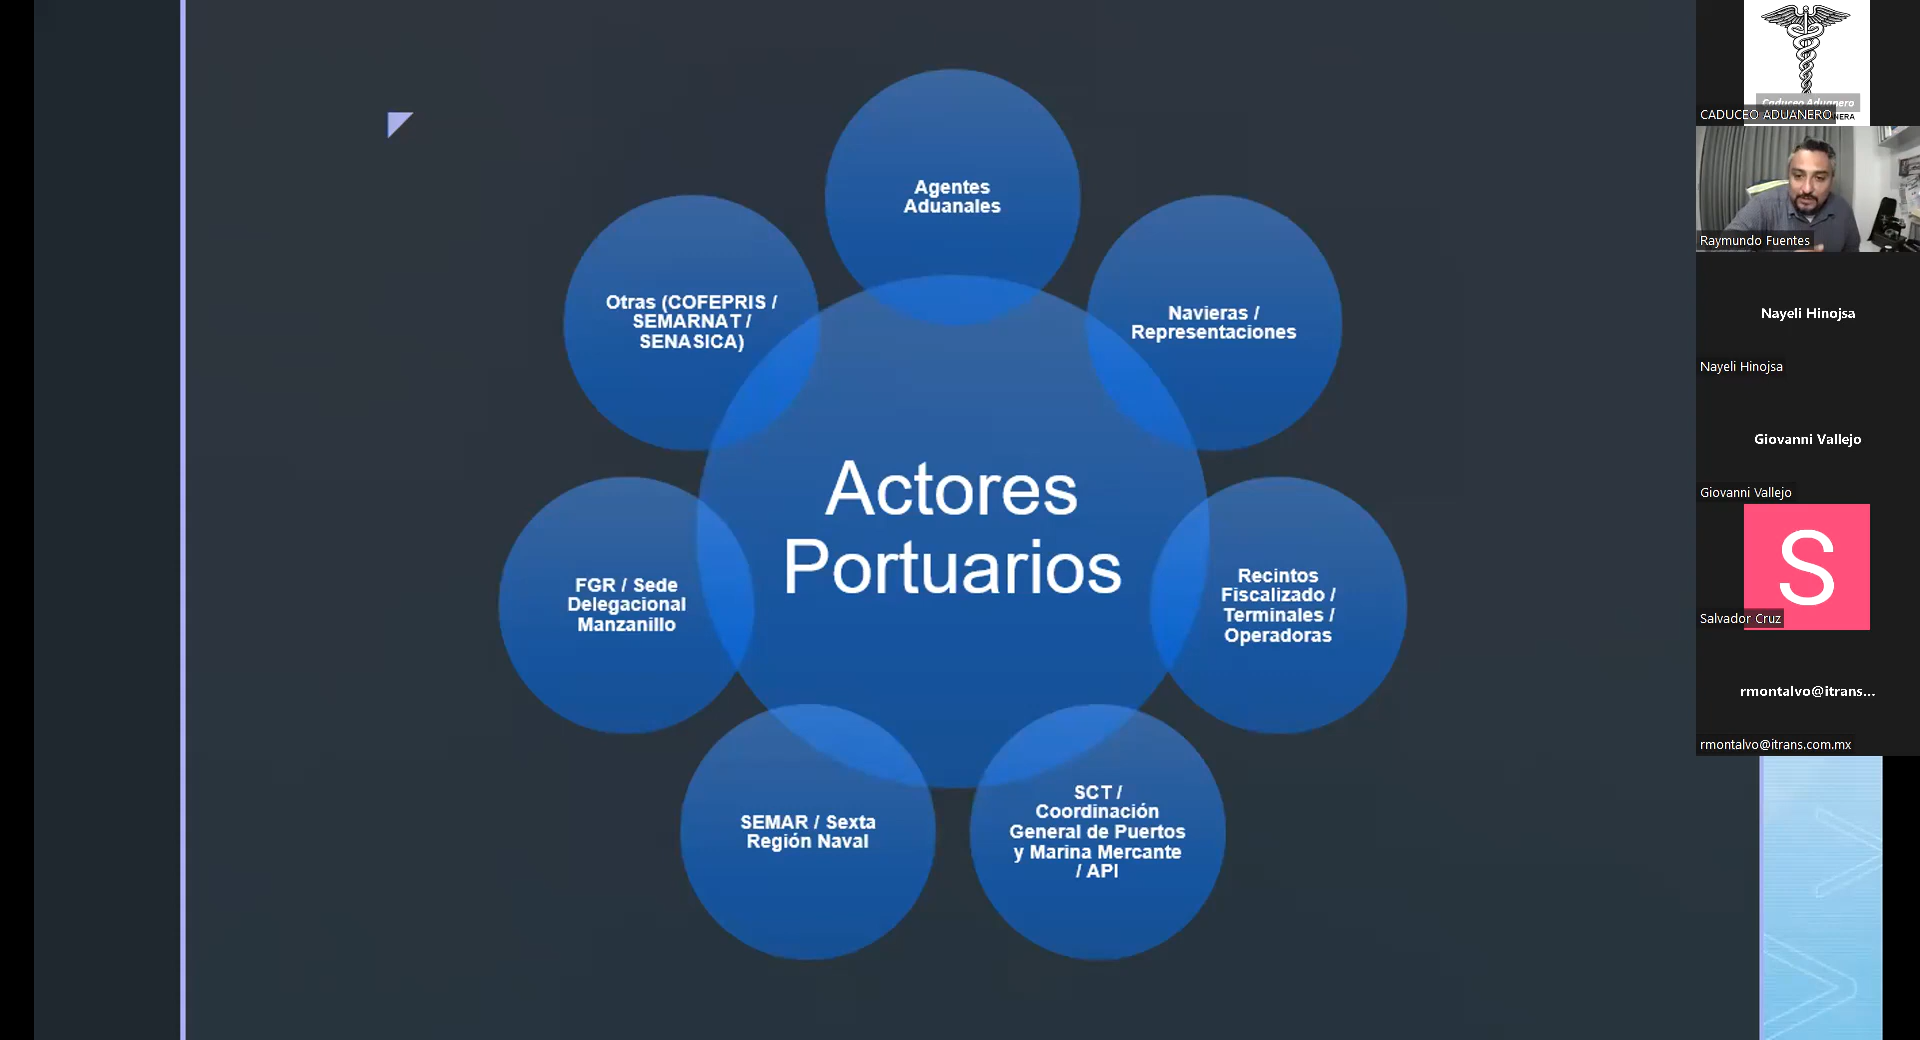 Agentes
Aduanales
Navieras /
Representaciones
Recintos
Fiscalizado /
Terminales /
Operadoras
SCT /
Coordinación
General de Puertos
y Marina Mercante
/ API
SEMAR / Sexta
Región Naval
FGR / Sede
Delegacional
Manzanillo
Otras (COFEPRIS /
SEMARNAT /
SENASICA)
Actores
Portuarios
Caduceo Aduanero
CADUCEO ADUANERO
Raymundo Fuentes
Nayeli Hinojsa
Nayeli Hinojsa
Giovanni Vallejo
Giovanni Vallejo
S
Salvador Cruz
rmontalvo@itrans...
rmontalvo@itrans.com.mx